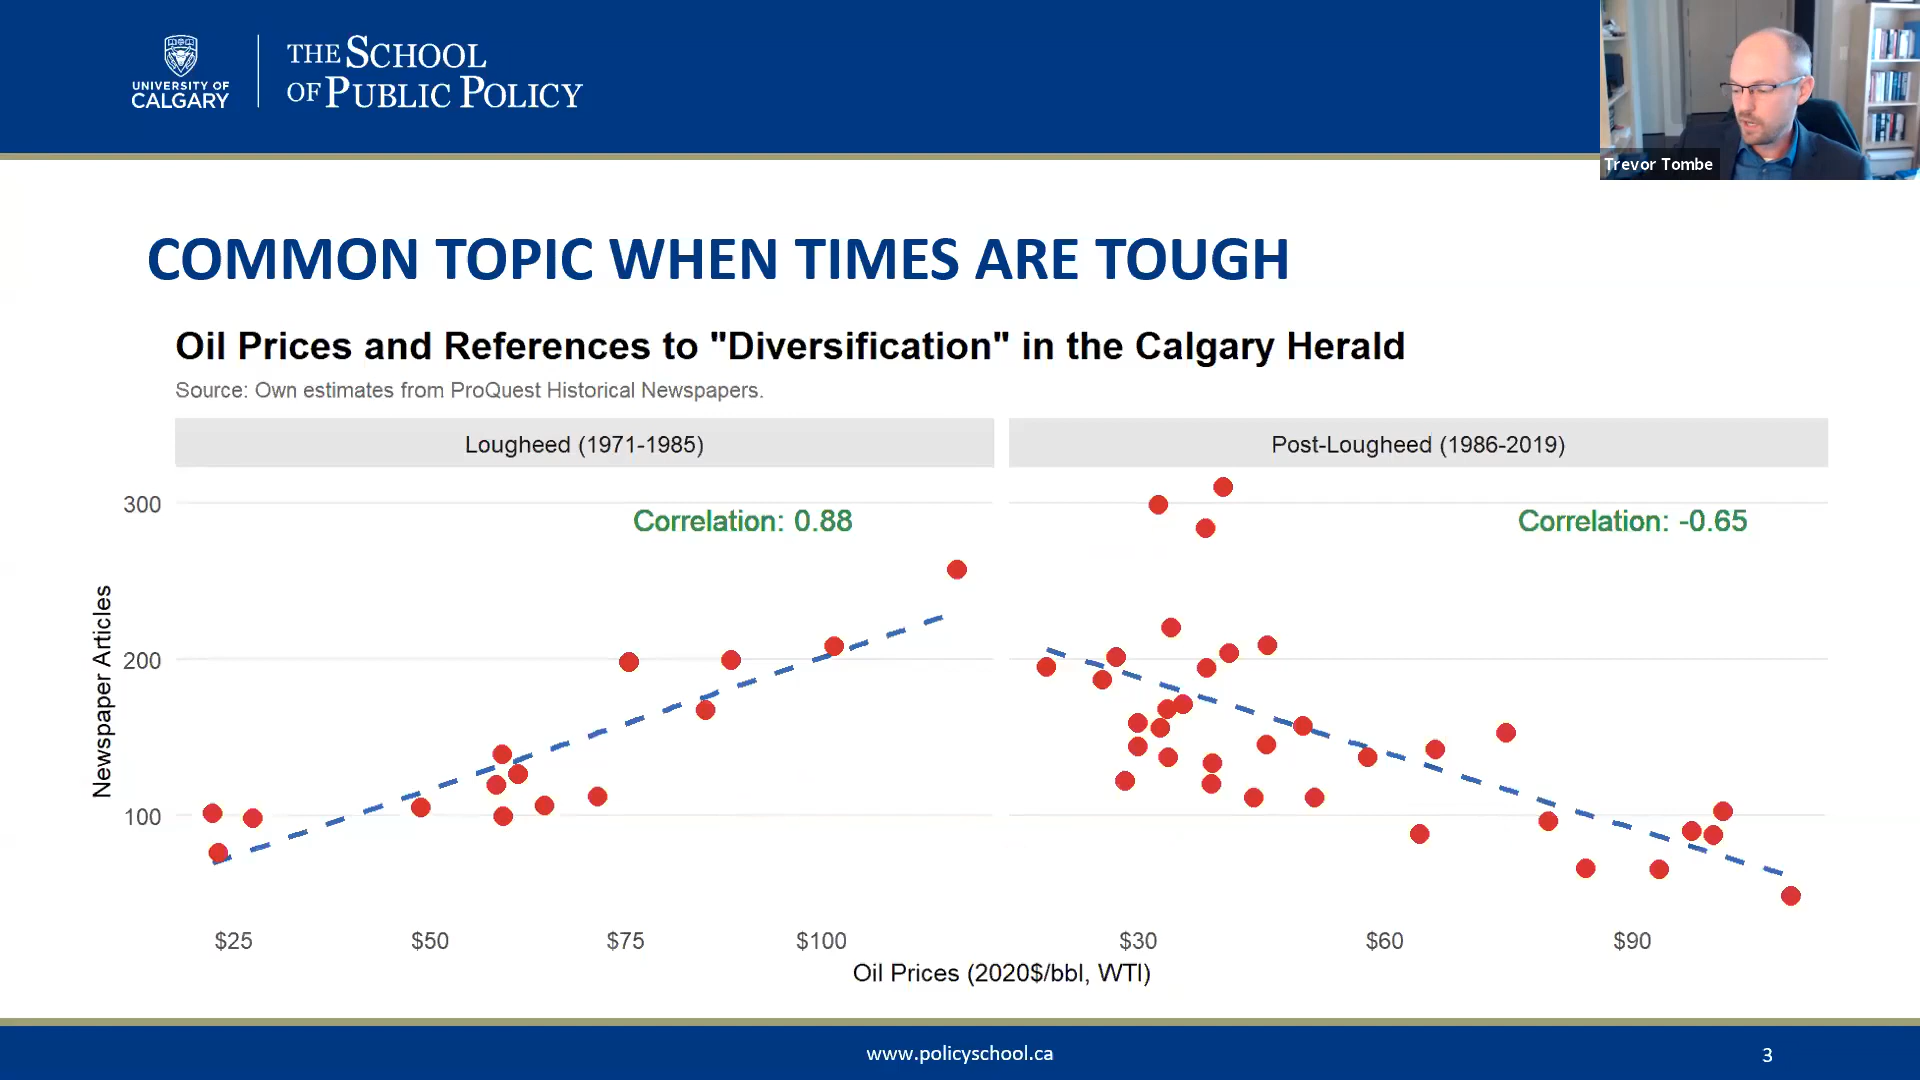 UNIVERSITY OF
CALGARY
THE SCHOOL
OF PUBLIC POLICY
Trevor Tombe
COMMON TOPIC WHEN TIMES ARE TOUGH
Oil Prices and References to "Diversification" in the Calgary Herald
Source: Own estimates from ProQuest Historical Newspapers.
Lougheed (1971-1985)
Post-Lougheed (1986-2019)
300
200
100
Newspaper Articles
Correlation: 0.88
Correlation: -0.65
$25 $50 $75 $100
$30 $60 $90
Oil Prices (2020$/bbl, WTI)
www.policyschool.ca
3